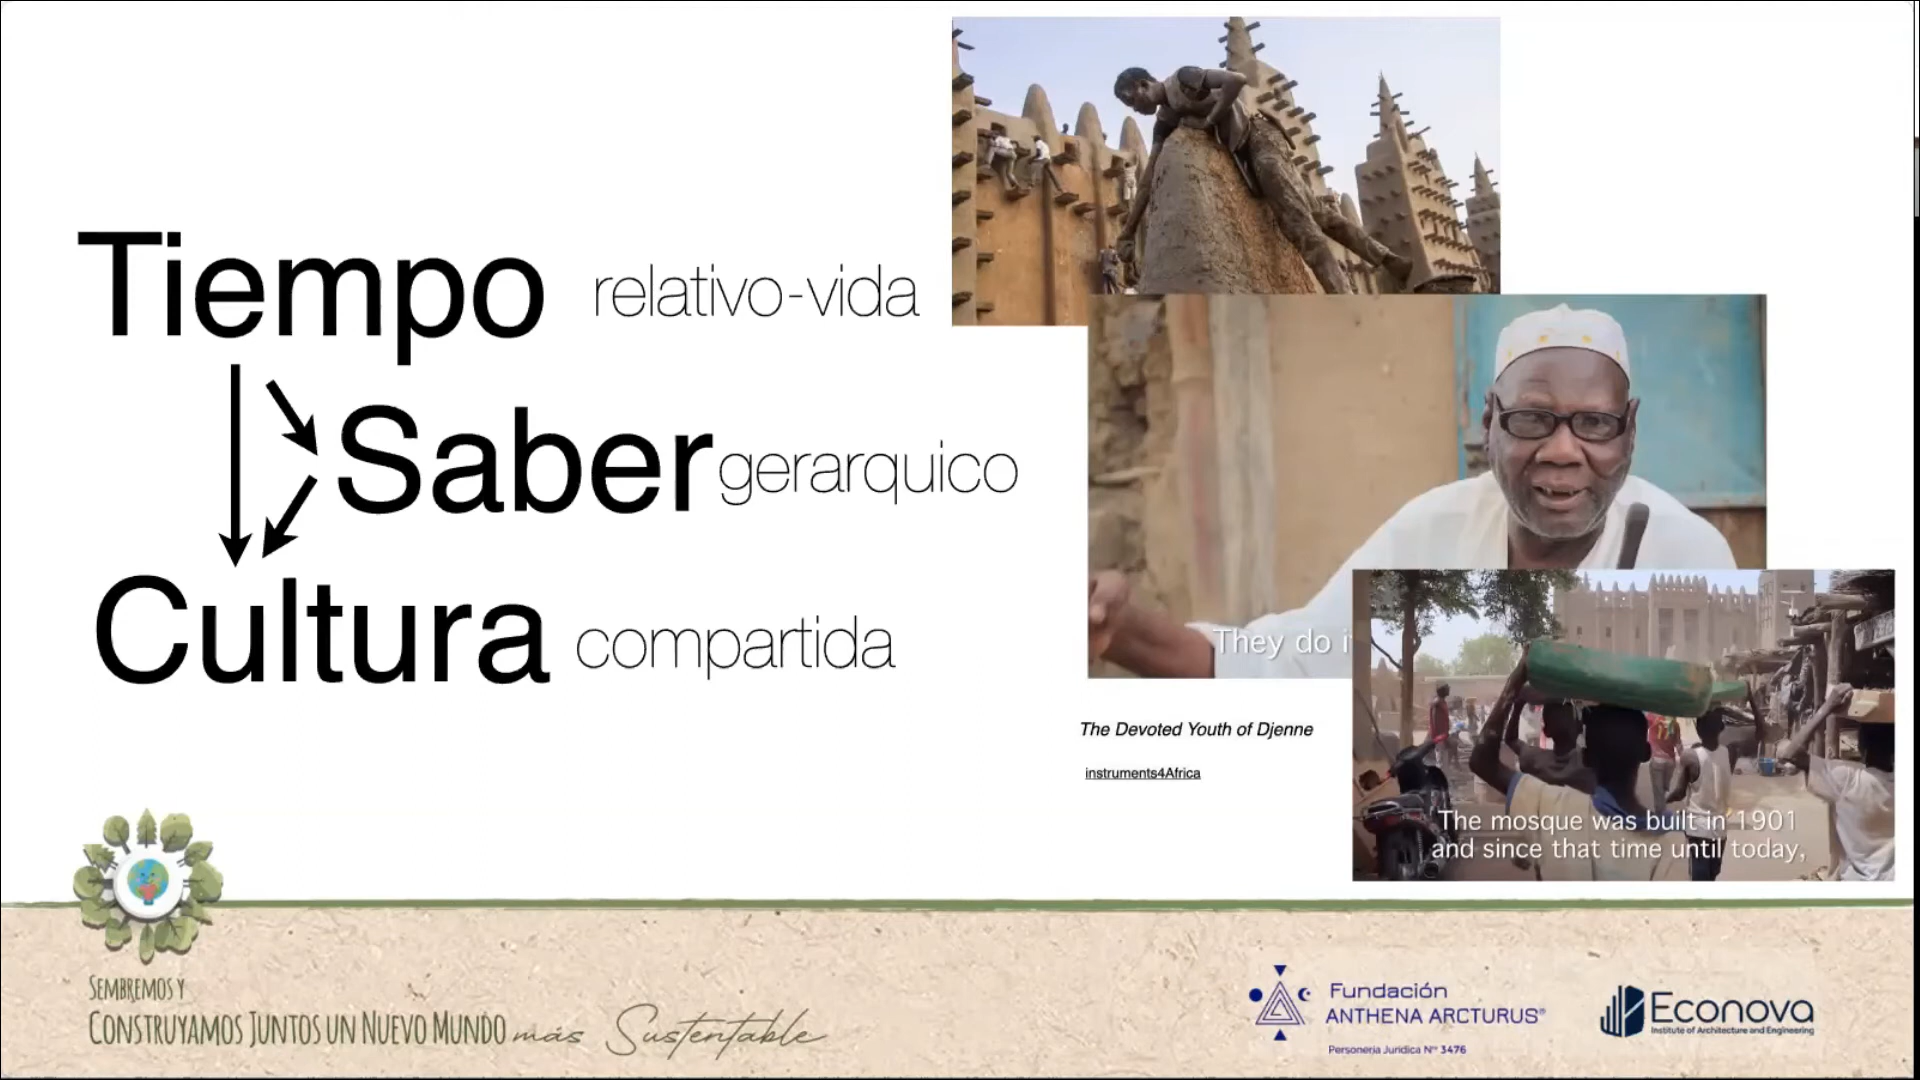 Tiempo relativo-vida
Saber gerarquico
Cultura compartida
They do i
The Devoted Youth of Djenne
instruments4Africa
The mosque was built in 1901
and since that time until today,
SEMBREMOS Y
CONSTRUYAMOS JUNTOS UN NUEVO MUNDO más Sustentable
Fundación
ANTHENA ARCTURUS®
Personería Jurídica N° 3476
Econova
Institute of Architecture and Engineering